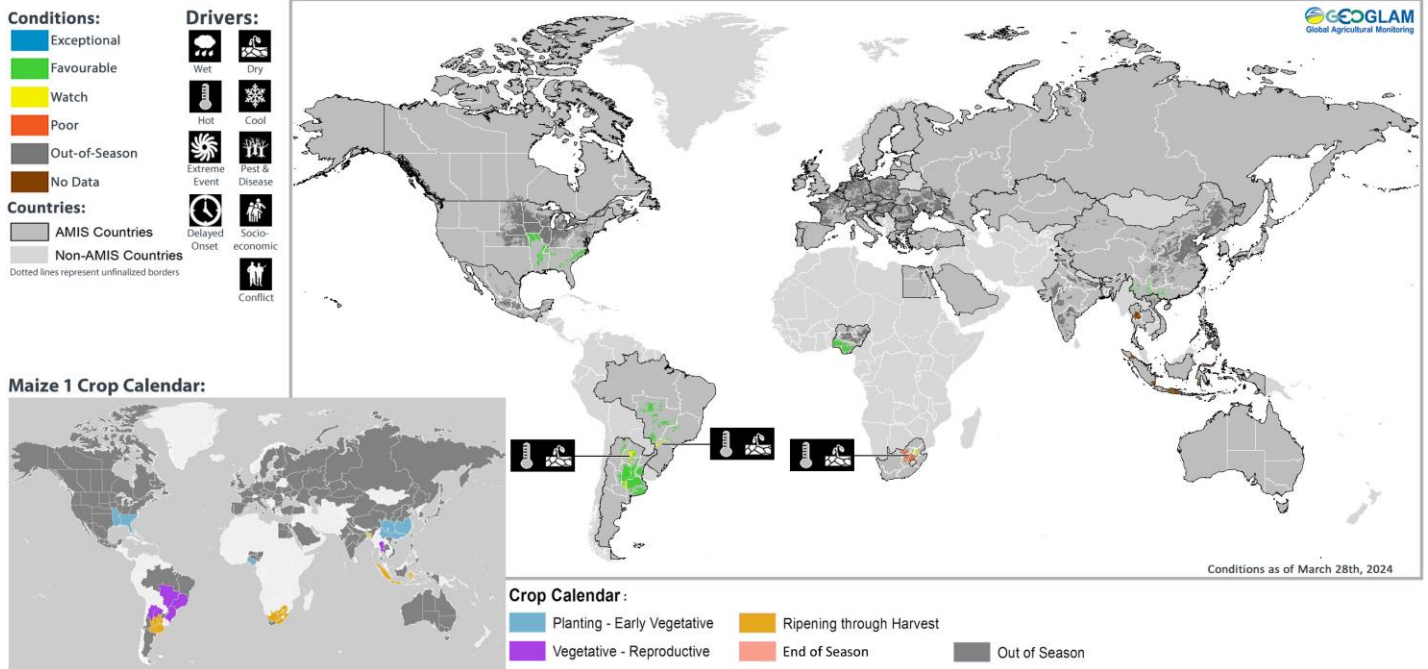 Conditions:
Exceptional
Favourable
Watch
Poor
Out-of-Season
No Data
Countries:
AMIS Countries
Non-AMIS Countries
Dotted lines represent unfinalized borders
Drivers:
Wet
Dry
Hot
Cool
Extreme
Event
Pest &
Disease
Delayed
Onset
Socio-
economic
Conflict
GEOGLAM
Global Agricultural Monitoring
Maize 1 Crop Calendar:
Conditions as of March 28th, 2024
Crop Calendar :
Planting - Early Vegetative
Ripening through Harvest
Vegetative - Reproductive
End of Season
Out of Season